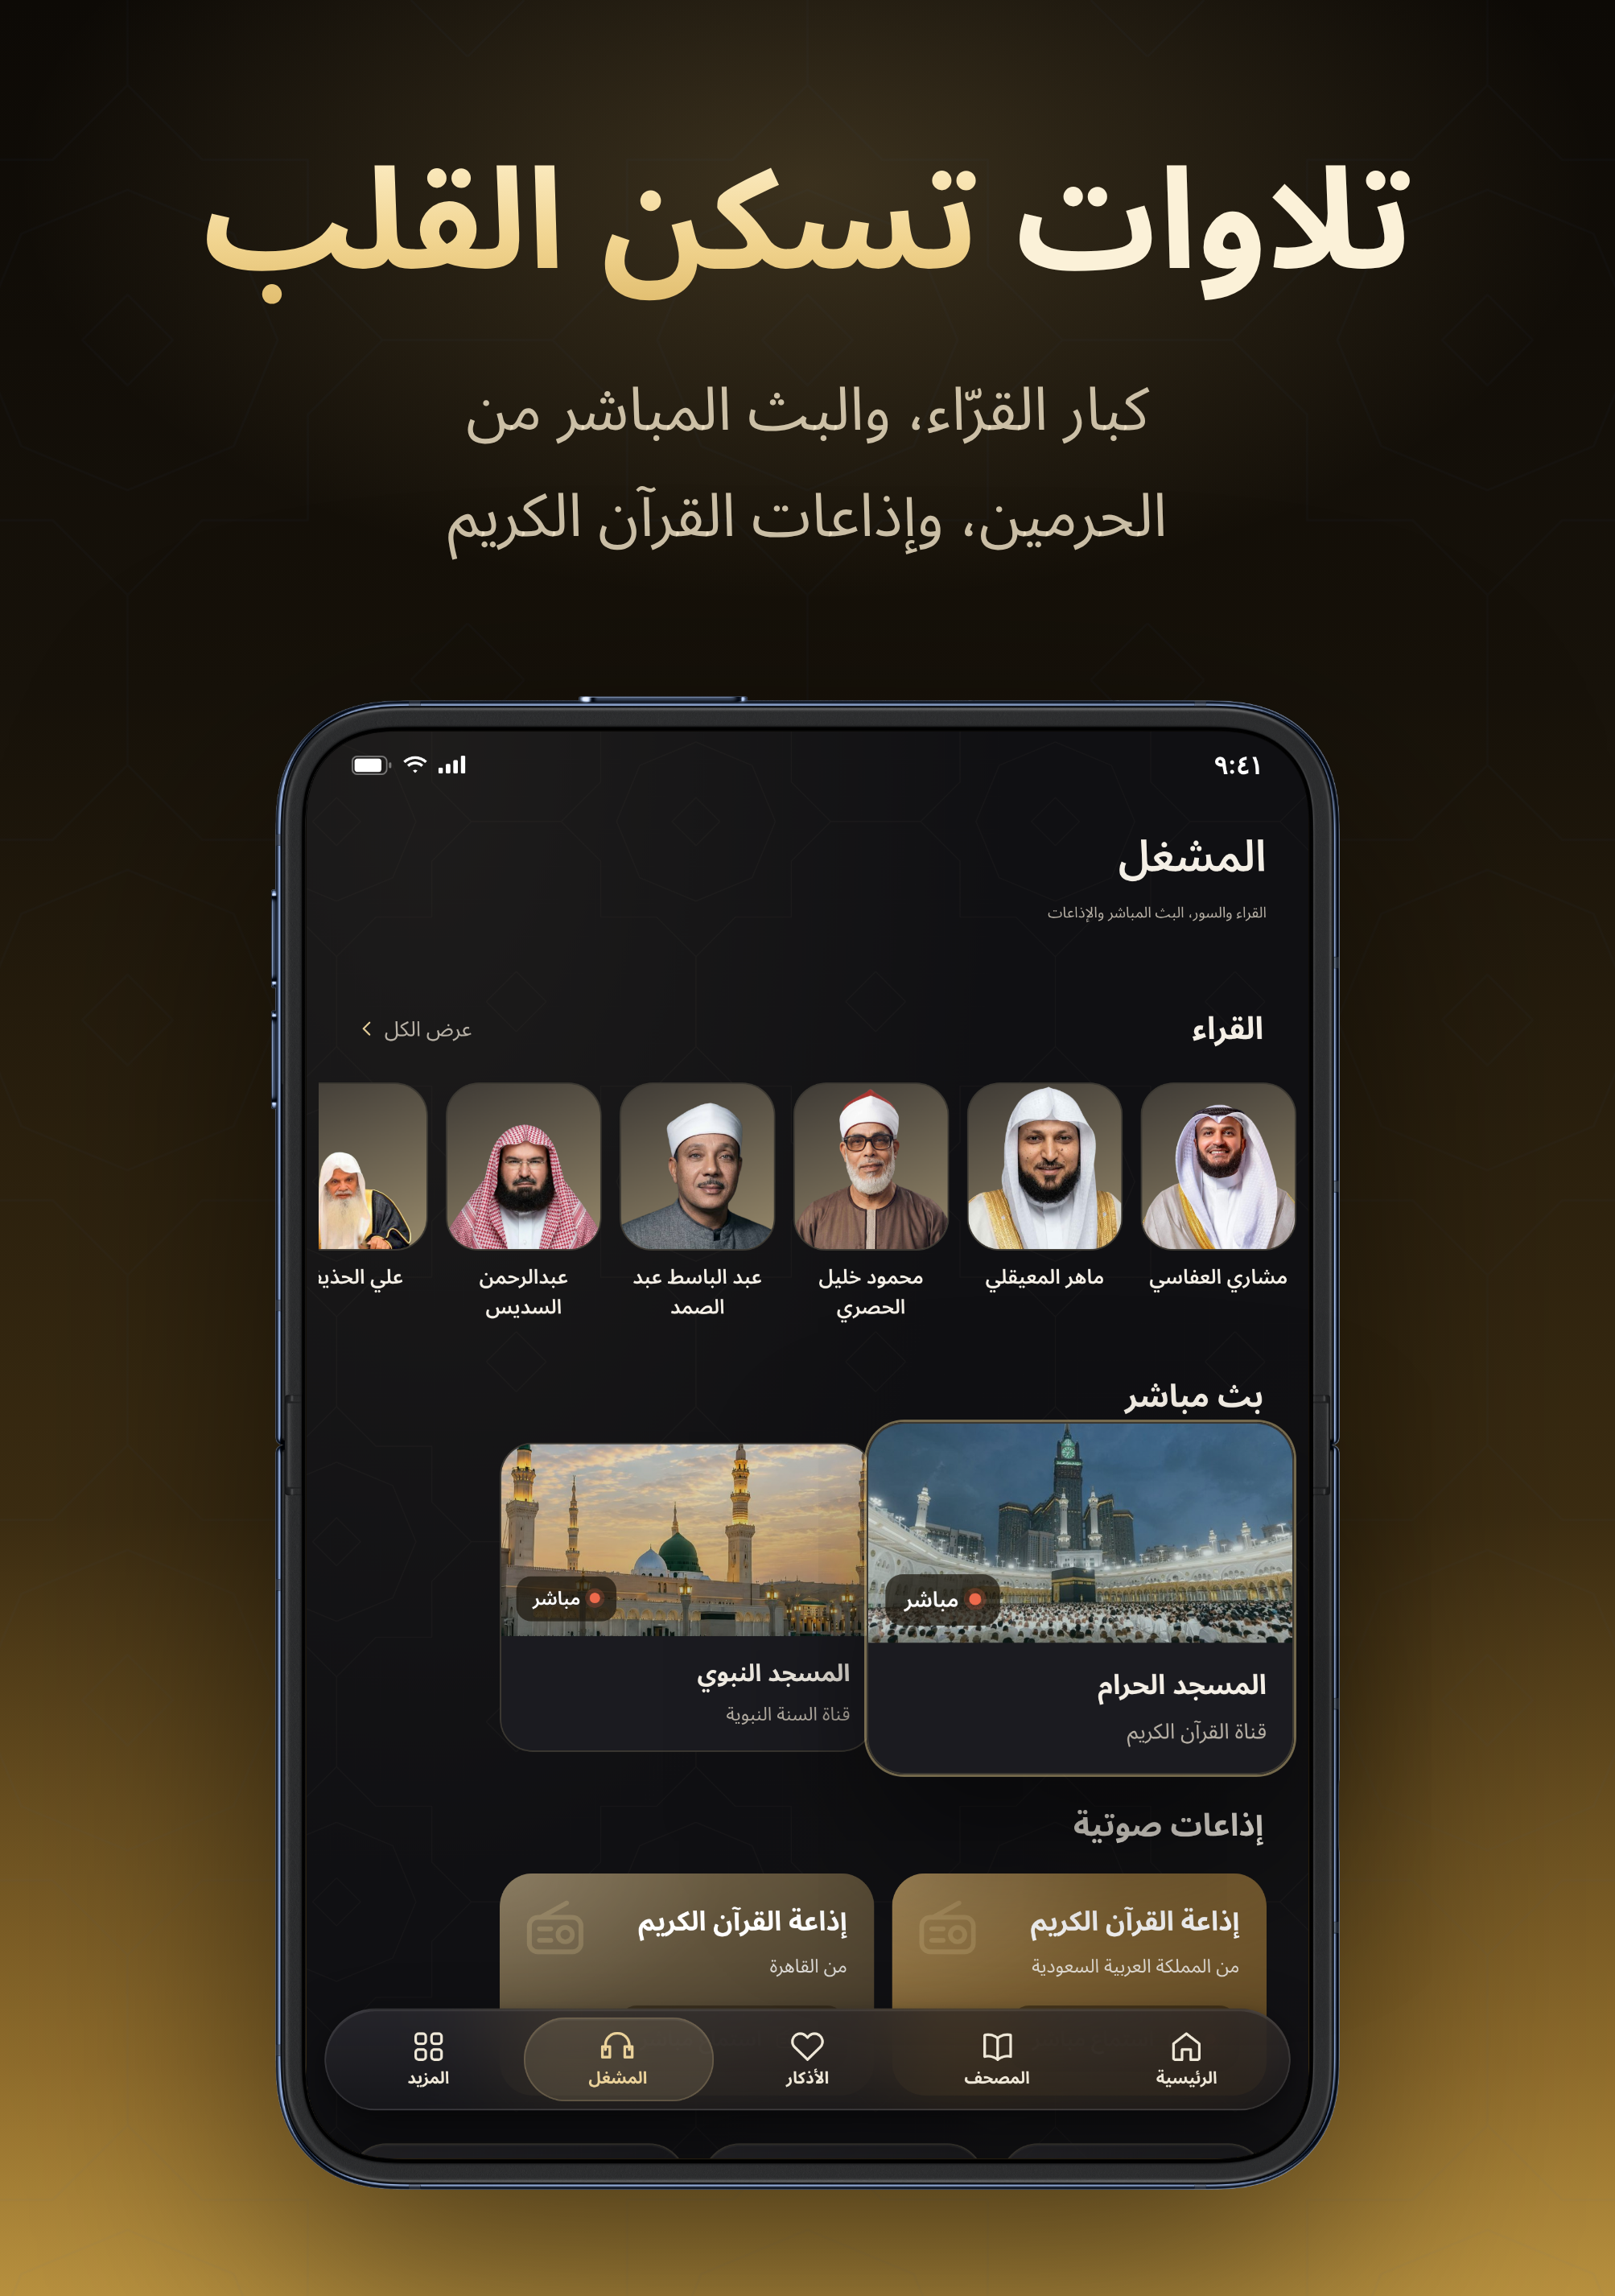 تلاوات تسكن القلب
كبار القرّاء، والبث المباشر من
الحرمين، وإذاعات القرآن الكريم
٩:٤١
المشغل
القراء والسور، البث المباشر والإذاعات
القراء
عرض الكل
مشاري العفاسي
ماهر المعيقلي
محمود خليل
الحصري
عبد الباسط عبد
الصمد
عبدالرحمن
السديس
علي
بث مباشر
مباشر
المسجد الحرام
قناة القرآن الكريم
مباشر
المسجد النبوي
قناة السنة النبوية
إذاعات صوتية
إذاعة القرآن الكريم
من المملكة العربية السعودية
إذاعة القرآن الكريم
من القاهرة
الرئيسية
المصحف
الأذكار
المشغل
المزيد